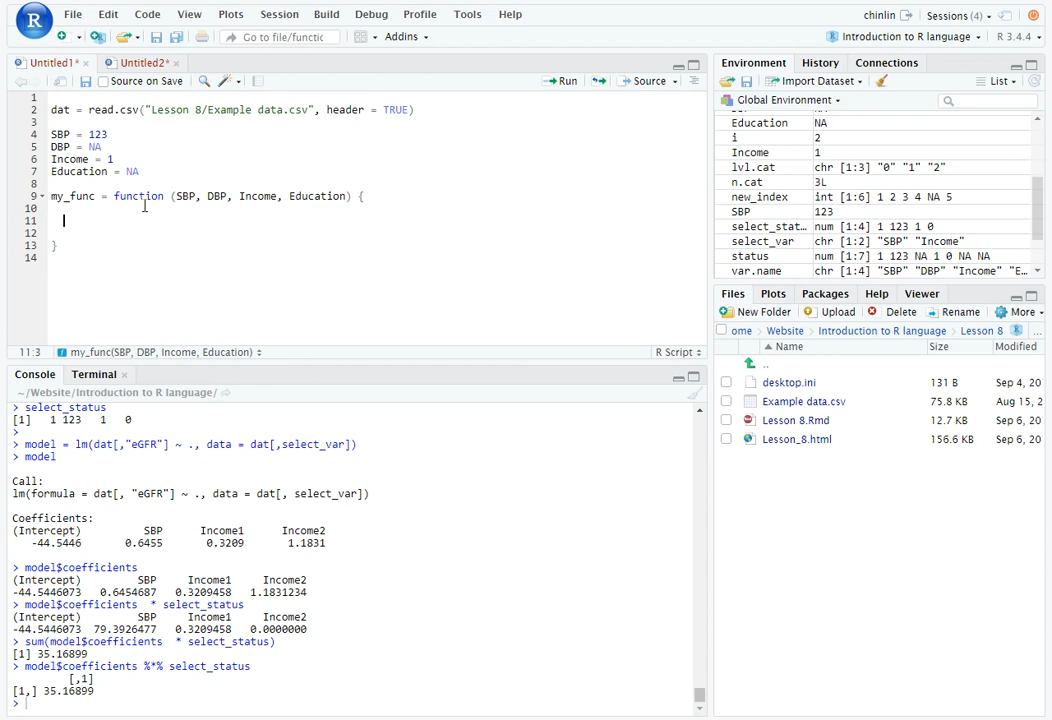 R File Edit Code View Plots Session Build Debug Profile Tools Help chinlin Sessions (4)
Go to file/functic Addins Introduction to R language R 3.4.4
Untitled1* Untitled2*
Source on Save Run Source
1
2 dat = read.csv("Lesson 8/Example data.csv", header = TRUE)
3
4 SBP = 123
5 DBP = NA
6 Income = 1
7 Education = NA
8
9 my_func = function (SBP, DBP, Income, Education) {
10
11
12
13 }
14
11:3 my_func(SBP, DBP, Income, Education) R Script
Console Terminal
~/Website/Introduction to R language/
> select_status
[1] 1 123 1 0
>
> model = lm(dat[,"eGFR"] ~ ., data = dat[,select_var])
> model
Call:
lm(formula = dat[, "eGFR"] ~ ., data = dat[, select_var])
Coefficients:
(Intercept) SBP Income1 Income2
-44.5446 0.6455 0.3209 1.1831
> model$coefficients
(Intercept) SBP Income1 Income2
-44.5446073 0.6454687 0.3209458 1.1831234
> model$coefficients * select_status
(Intercept) SBP Income1 Income2
-44.5446073 79.3926477 0.3209458 0.0000000
> sum(model$coefficients * select_status)
[1] 35.16899
> model$coefficients %*% select_status
[,1]
[1,] 35.16899
>
Environment History Connections
Import Dataset List
Global Environment
Education NA
i 2
Income 1
lvl.cat chr [1:3] "0" "1" "2"
n.cat 3L
new_index int [1:6] 1 2 3 4 NA 5
SBP 123
select_stat… num [1:4] 1 123 1 0
select_var chr [1:2] "SBP" "Income"
status num [1:7] 1 123 NA 1 0 NA NA
var.name chr [1:4] "SBP" "DBP" "Income" "E…
Files Plots Packages Help Viewer
New Folder Upload Delete Rename More
ome Website Introduction to R language Lesson 8 ...
Name Size Modified
..
desktop.ini 131 B Sep 4, 20
Example data.csv 75.8 KB Aug 15, 2
Lesson 8.Rmd 12.7 KB Sep 6, 20
Lesson_8.html 156.6 KB Sep 6, 20